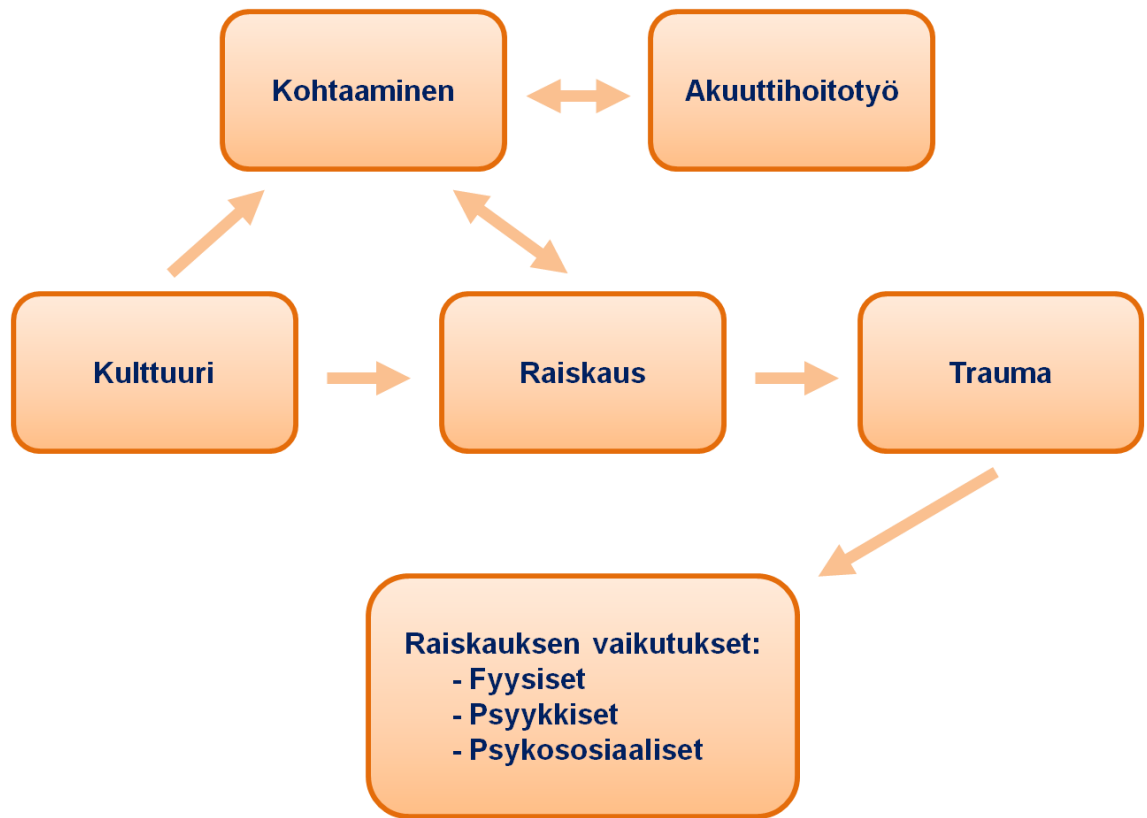 Kohtaaminen
Akuuttihoitotyö
Kulttuuri
Raiskaus
Trauma
Raiskauksen vaikutukset:
- Fyysiset
- Psyykkiset
- Psykososiaaliset